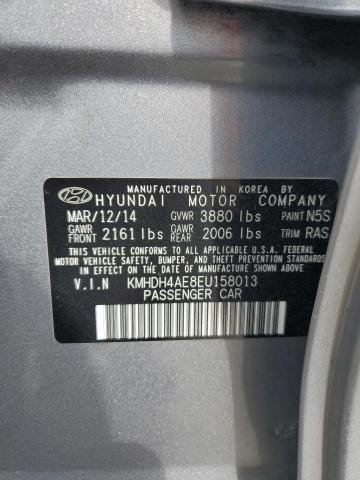 MANUFACTURED IN KOREA BY
HYUNDAI MOTOR COMPANY
MAR/12/14 GVWR 3880 lbs PAINT N5S
GAWR FRONT 2161 lbs GAWR REAR 2006 lbs TRIM RAS
THIS VEHICLE CONFORMS TO ALL APPLICABLE U.S.A. FEDERAL
MOTOR VEHICLE SAFETY, BUMPER, AND THEFT PREVENTION
STANDARDS IN EFFECT ON THE DATE OF MANUFACTURE SHOWN ABOVE.
V.I.N KMHDH4AE8EU158013
PASSENGER CAR